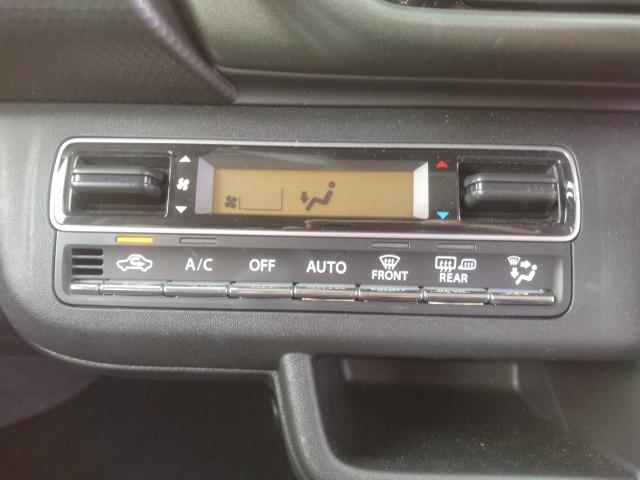 A/C OFF AUTO FRONT REAR